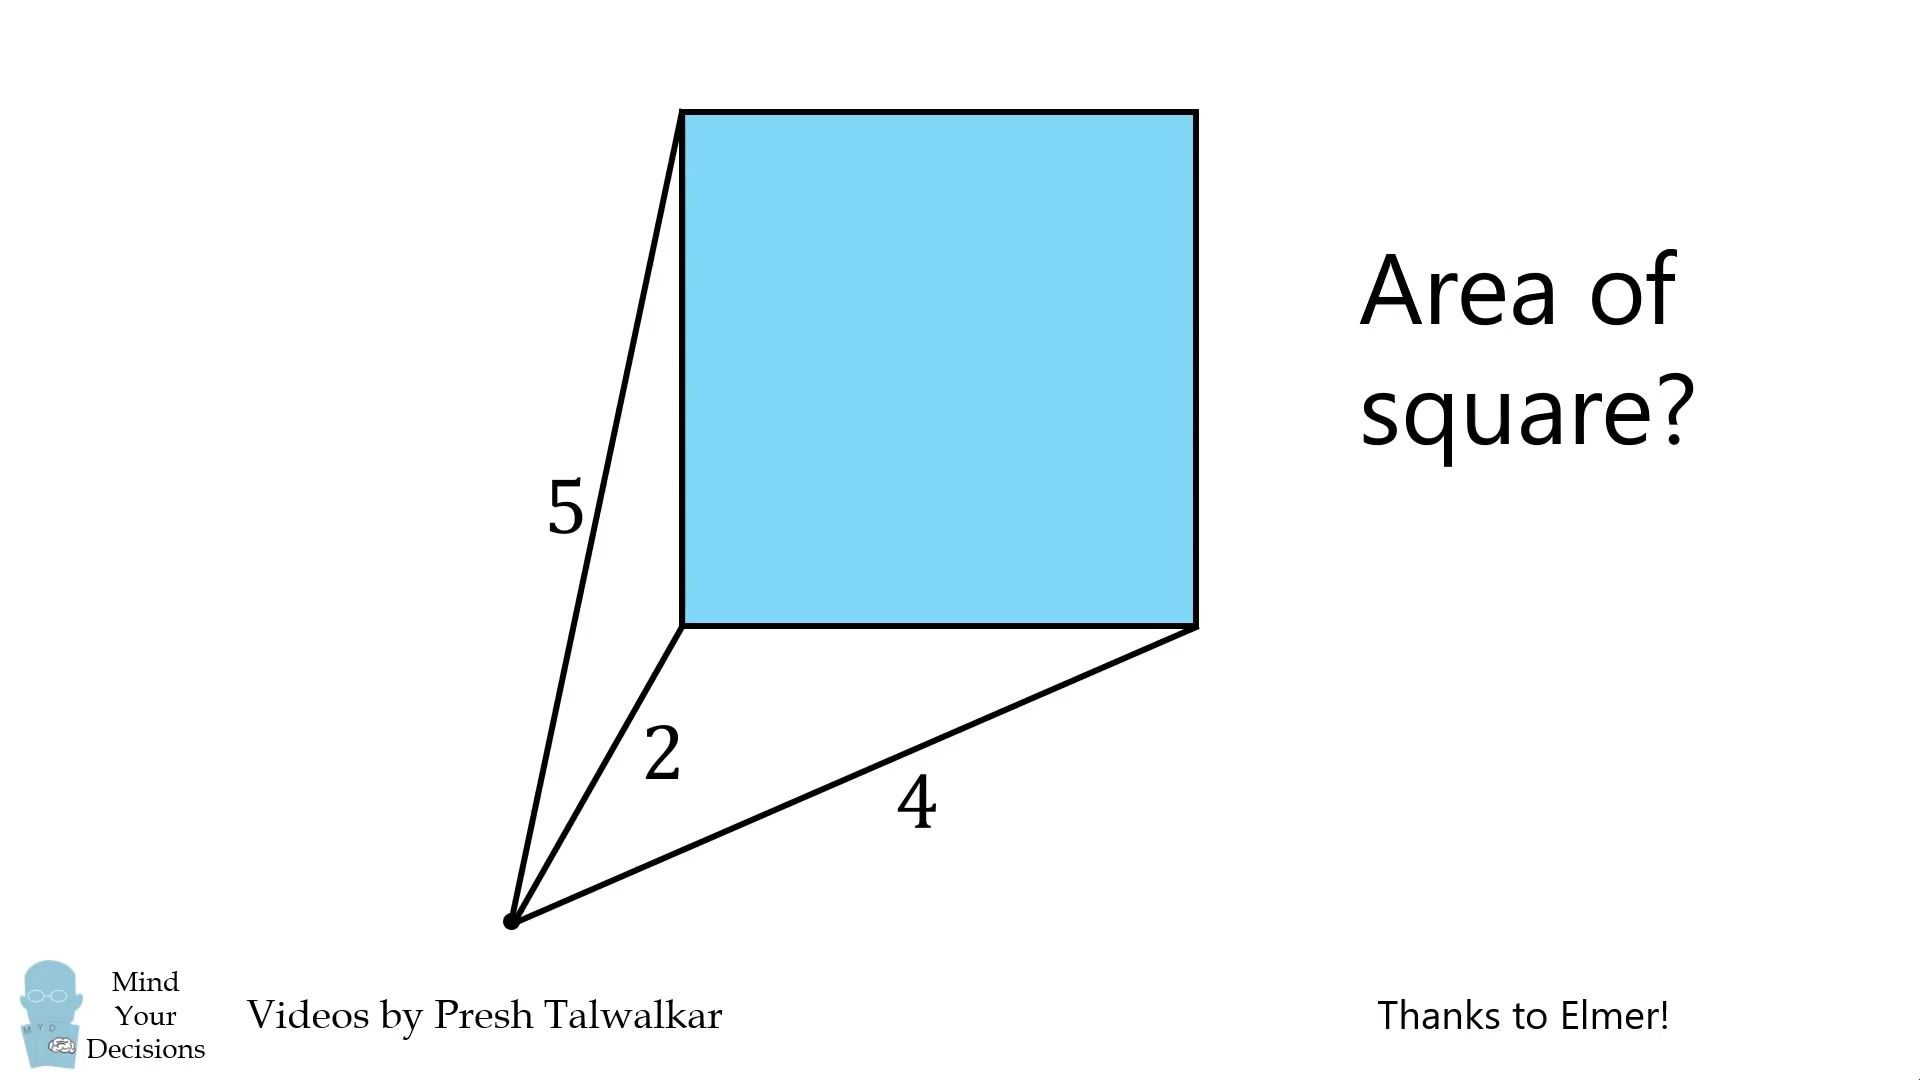 Area of
square?
5
2
4
Mind
Your
Decisions
M Y D
Videos by Presh Talwalkar
Thanks to Elmer!